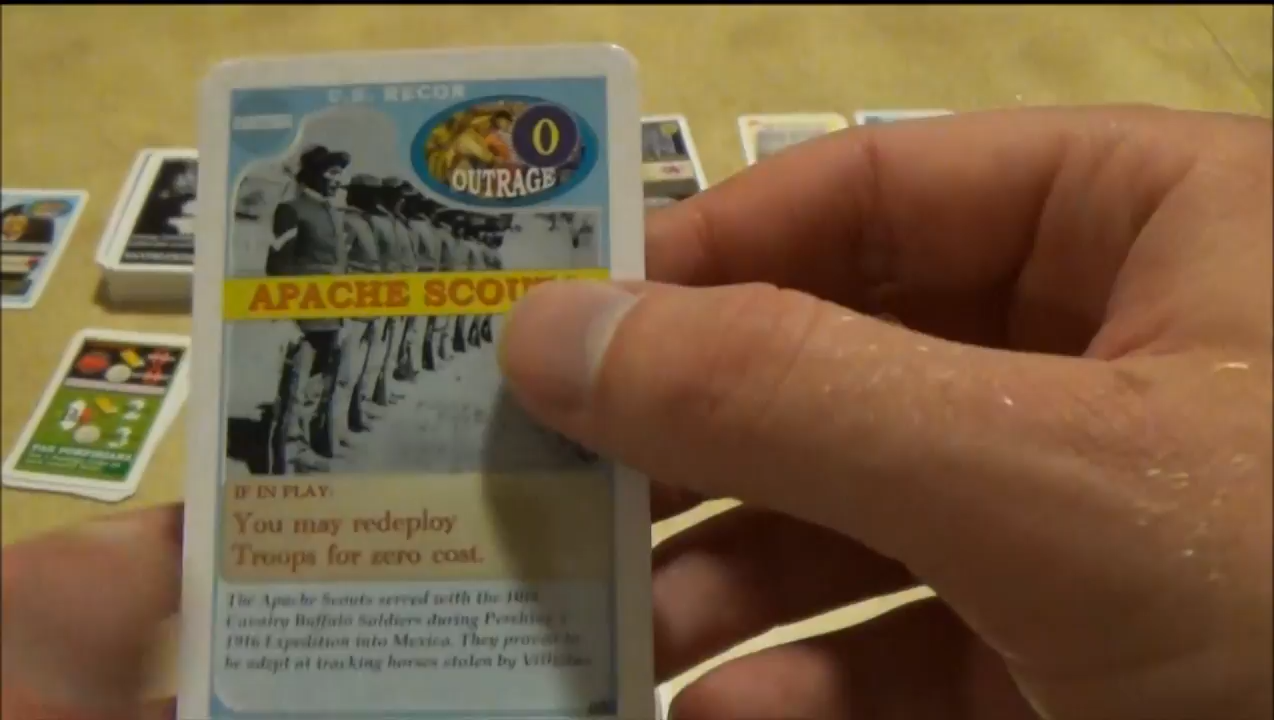 U.S. RECOR
0
OUTRAGE
APACHE SCOU
IF IN PLAY:
You may redeploy
Troops for zero cost.
The Apache Scouts served with the 10th
Cavalry Buffalo Soldiers during Pershing's
1916 Expedition into Mexico. They proved to
be adept at tracking horses stolen by Villistas
2
3